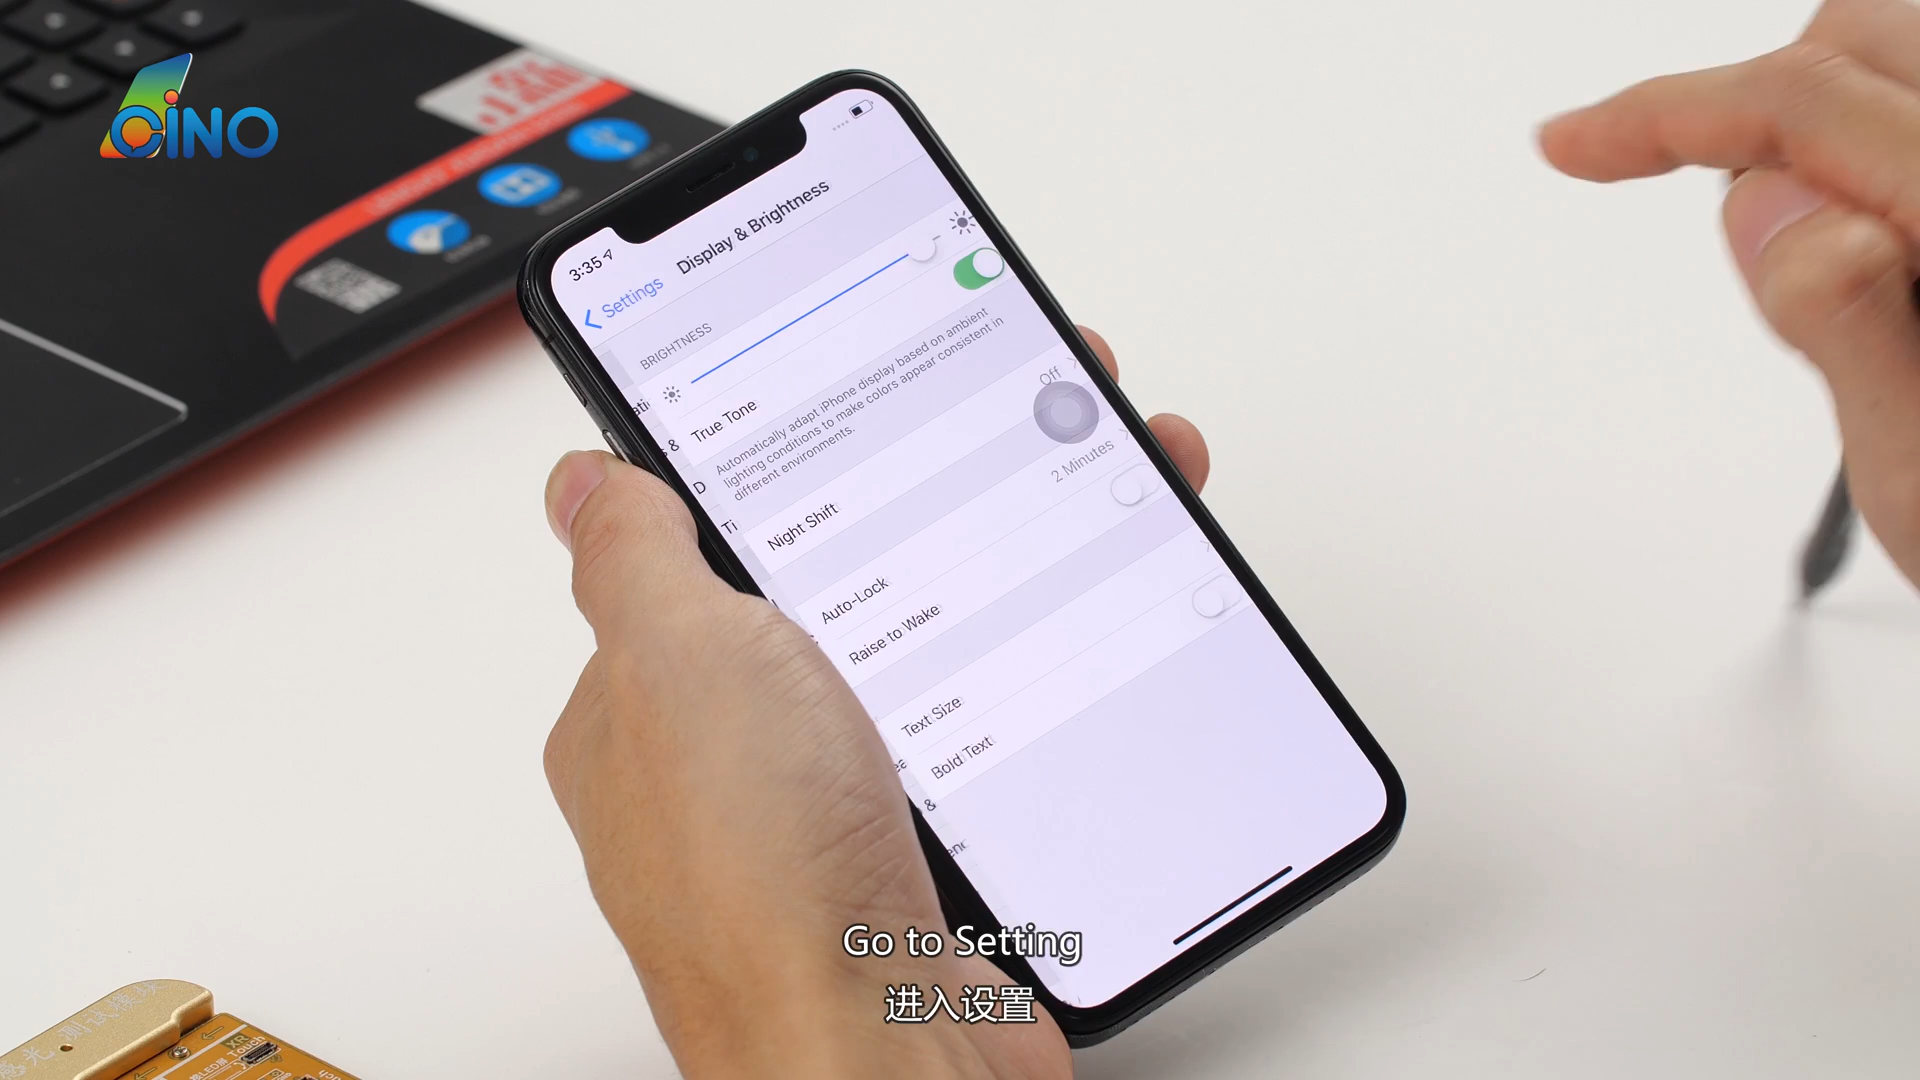 CiNO
3:35
Settings
Display & Brightness
BRIGHTNESS
True Tone
Automatically adapt iPhone display based on ambient
lighting conditions to make colors appear consistent in
different environments.
Night Shift
Off
Auto-Lock
2 Minutes
Raise to Wake
Text Size
Bold Text
Go to Setting
进入设置
XR
Touch